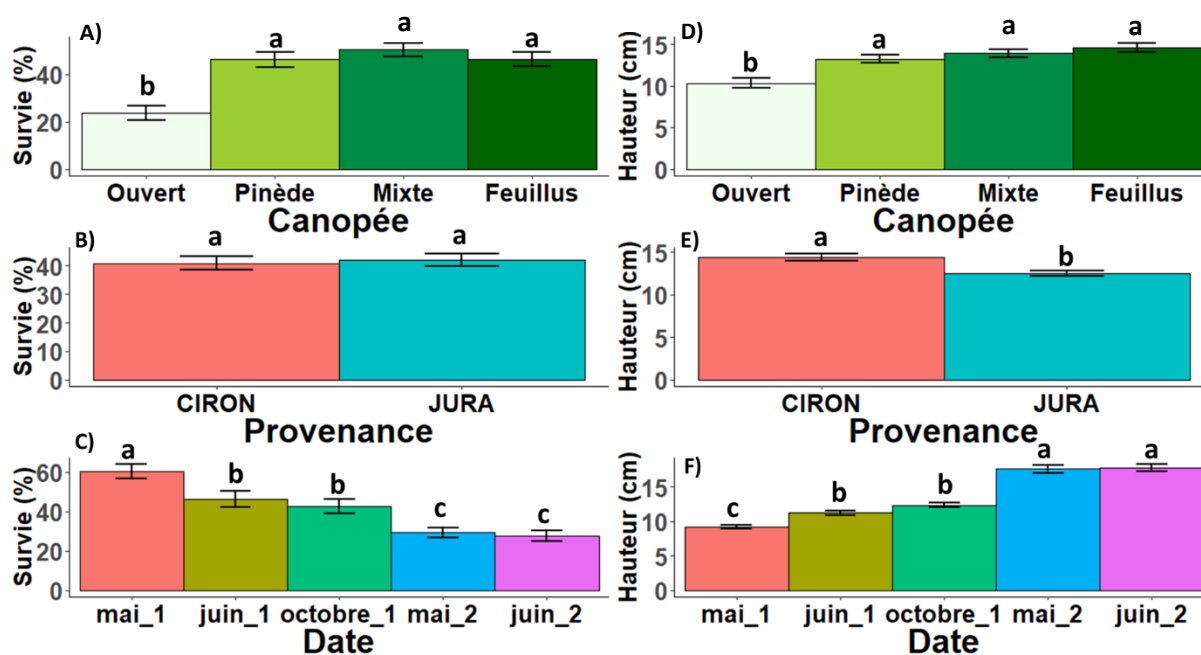 A)
Survie (%)
40
20
0
b
a
a
a
Ouvert Pinède Mixte Feuillus
Canopée
D)
Hauteur (cm)
15
10
5
0
b
a
a
a
Ouvert Pinède Mixte Feuillus
Canopée
B)
Survie (%)
40
30
20
10
0
a
a
CIRON JURA
Provenance
E)
Hauteur (cm)
15
10
5
0
a
b
CIRON JURA
Provenance
C)
Survie (%)
60
40
20
0
a
b
b
c
c
mai_1 juin_1 octobre_1 mai_2 juin_2
Date
F)
Hauteur (cm)
15
10
5
0
c
b
b
a
a
mai_1 juin_1 octobre_1 mai_2 juin_2
Date